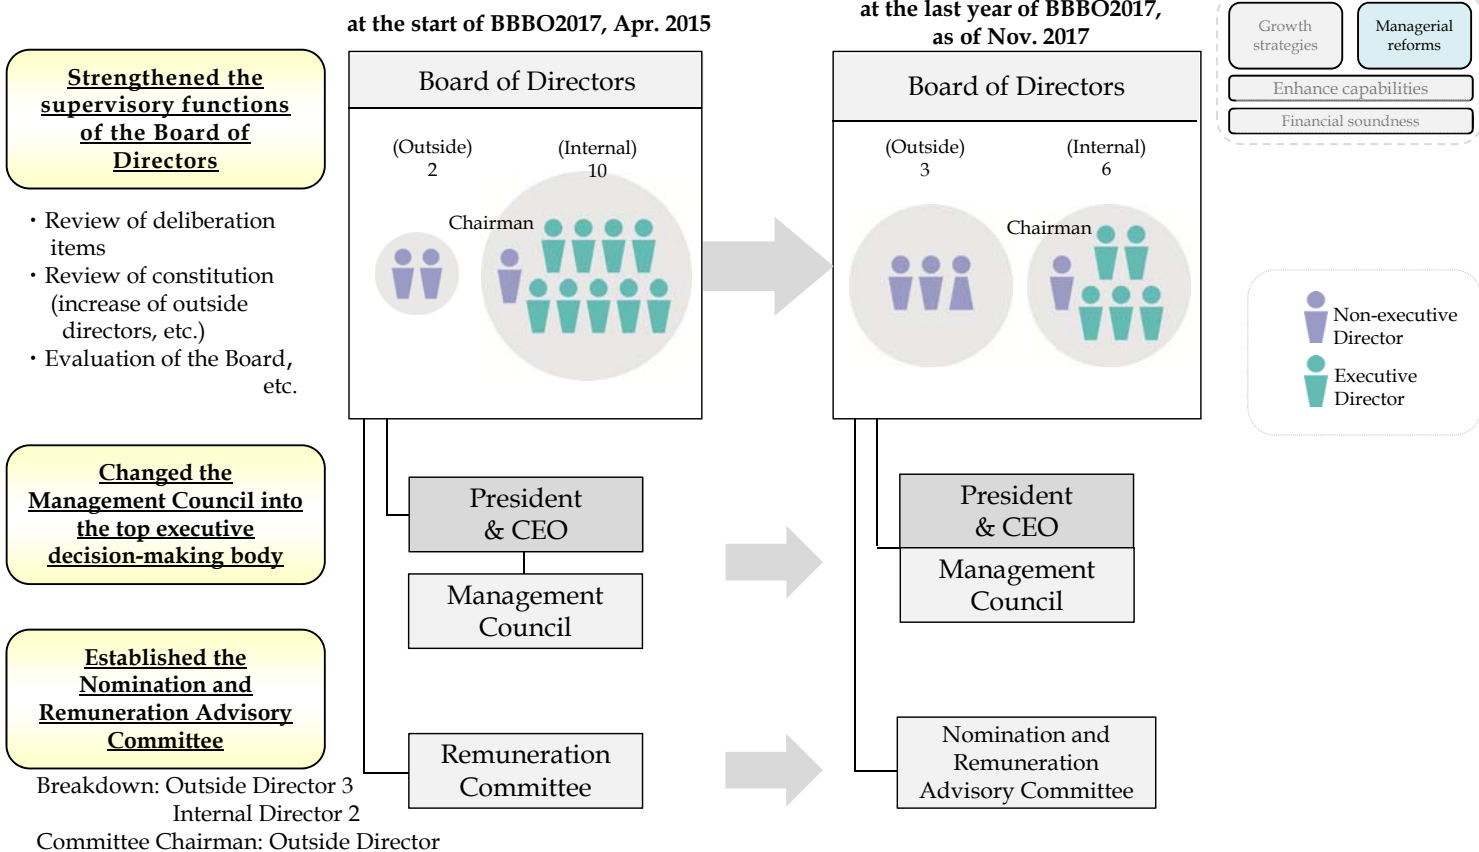 at the start of BBBO2017, Apr. 2015
at the last year of BBBO2017,
as of Nov. 2017
Growth
strategies
Managerial
reforms
Enhance capabilities
Financial soundness
Strengthened the
supervisory functions
of the Board of
Directors
・Review of deliberation
items
・Review of constitution
(increase of outside
directors, etc.)
・Evaluation of the Board,
etc.
Board of Directors
(Outside)
2
(Internal)
10
Chairman
Board of Directors
(Outside)
3
(Internal)
6
Chairman
Non-executive
Director
Executive
Director
Changed the
Management Council into
the top executive
decision-making body
President
& CEO
Management
Council
President
& CEO
Management
Council
Established the
Nomination and
Remuneration Advisory
Committee
Breakdown: Outside Director 3
Internal Director 2
Committee Chairman: Outside Director
Remuneration
Committee
Nomination and
Remuneration
Advisory Committee